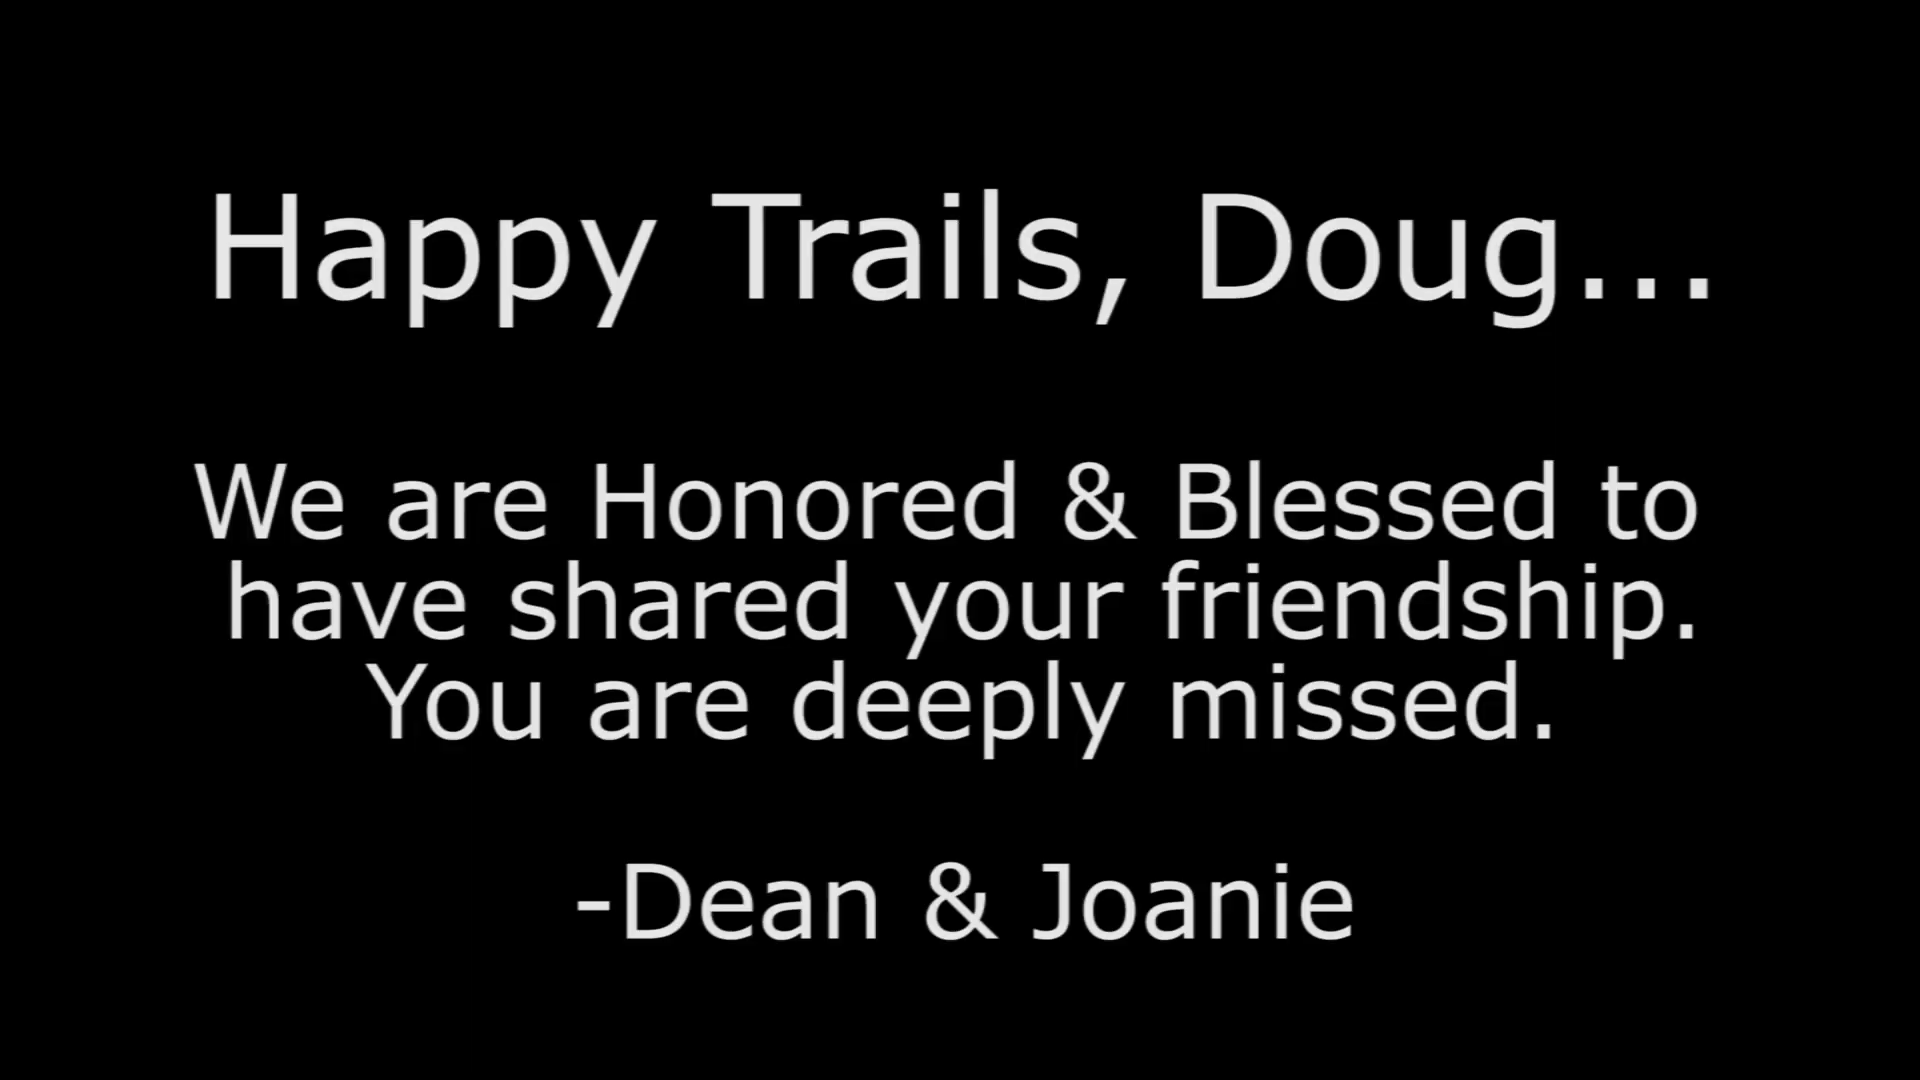 Happy Trails, Doug...
We are Honored & Blessed to
have shared your friendship.
You are deeply missed.
-Dean & Joanie